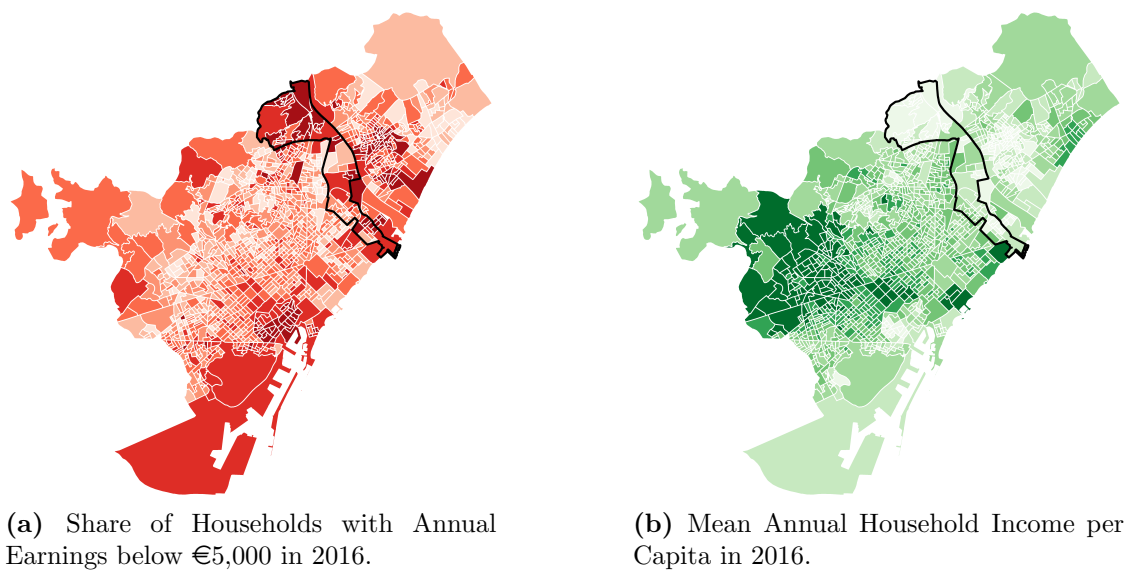 (a) Share of Households with Annual
Earnings below €5,000 in 2016.
(b) Mean Annual Household Income per
Capita in 2016.